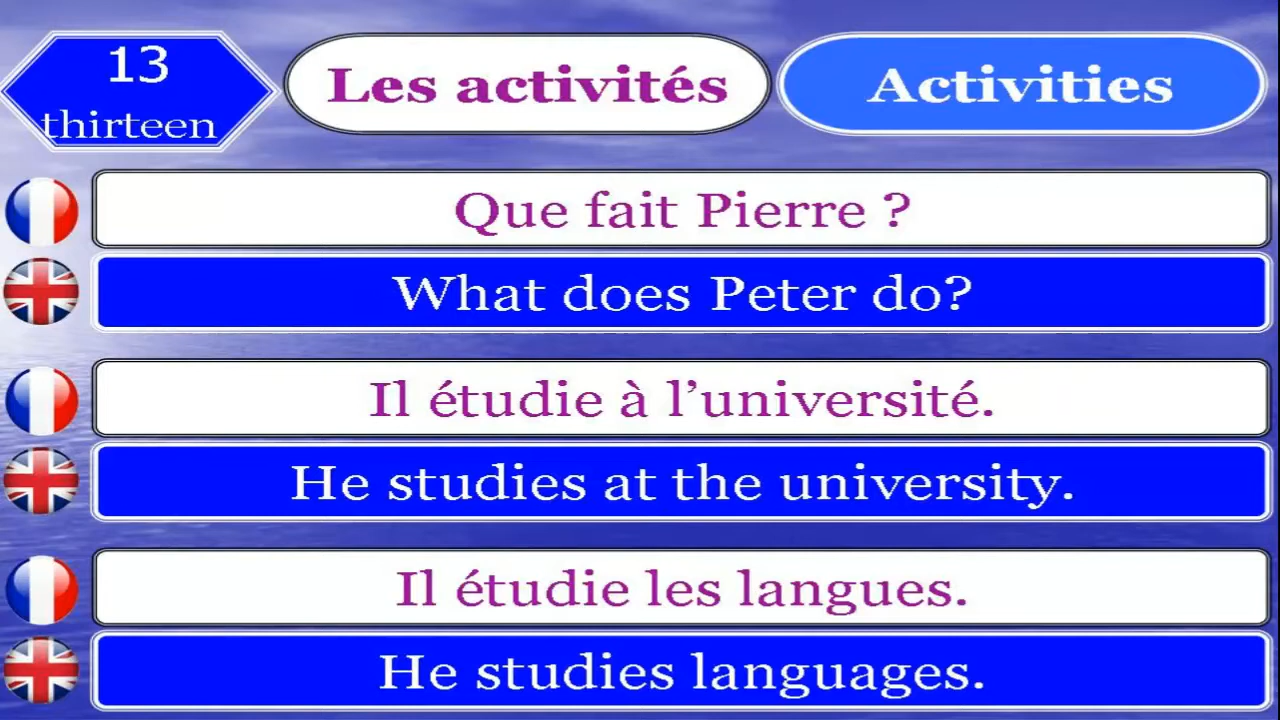 13
thirteen
Les activités
Activities
Que fait Pierre ?
What does Peter do?
Il étudie à l’université.
He studies at the university.
Il étudie les langues.
He studies languages.